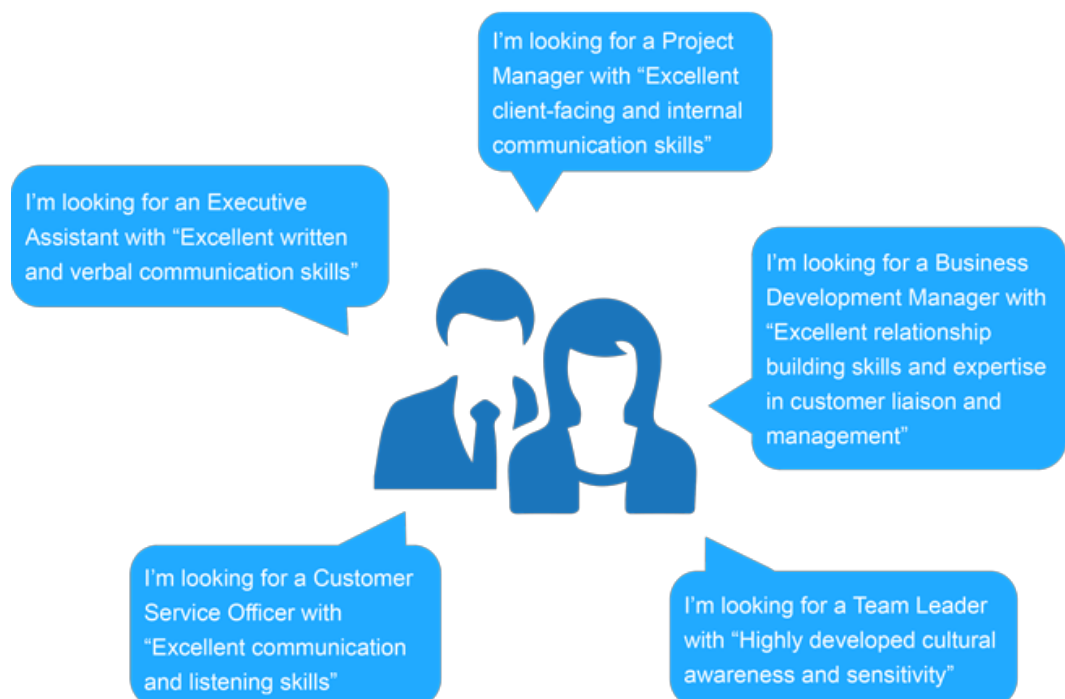 I’m looking for a Project
Manager with “Excellent
client-facing and internal
communication skills”
I’m looking for an Executive
Assistant with “Excellent written
and verbal communication skills”
I’m looking for a Business
Development Manager with
“Excellent relationship
building skills and expertise
in customer liaison and
management”
I’m looking for a Customer
Service Officer with
“Excellent communication
and listening skills”
I’m looking for a Team Leader
with “Highly developed cultural
awareness and sensitivity”